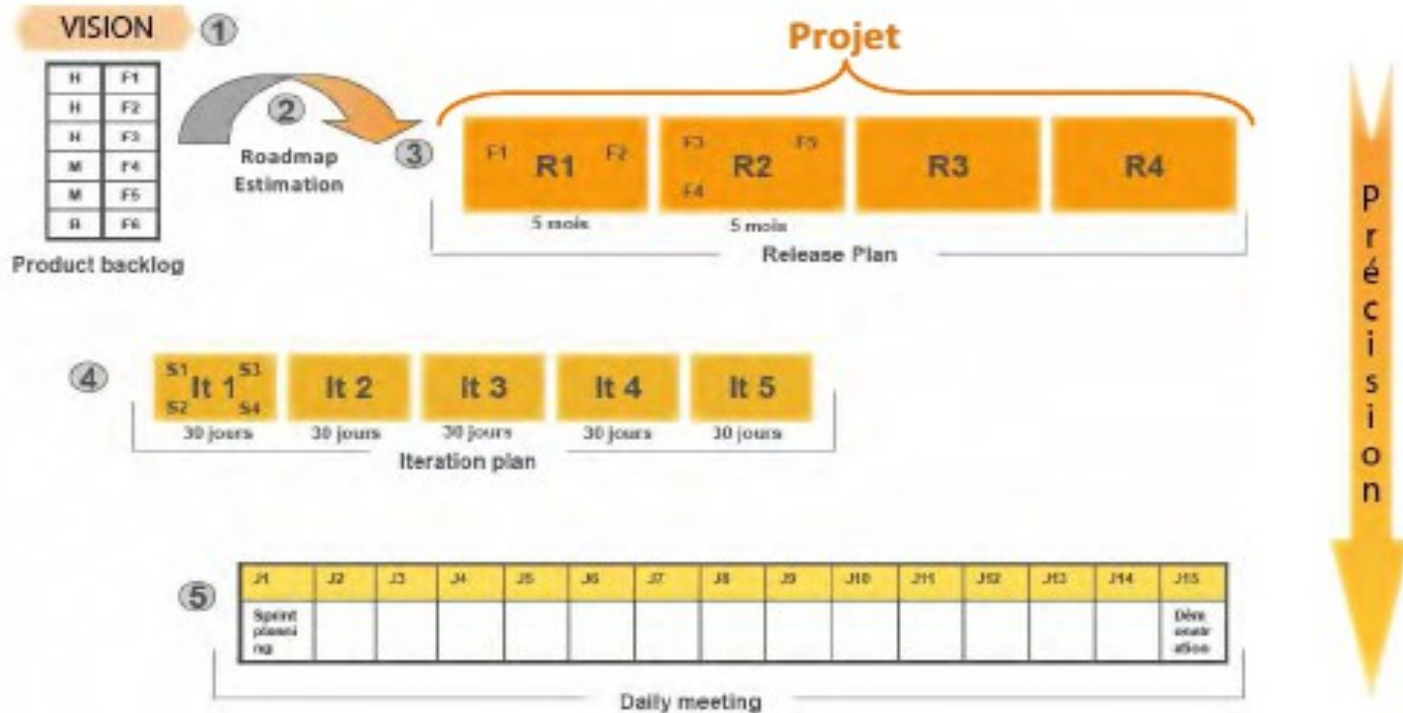 VISION
1
Projet
H F1
H F2
H F3
M F4
M F5
B F6
Product backlog
2
Roadmap
Estimation
3
F1 R1 F2
F3 R2 F5
F4
R3
R4
5 mois
5 mois
Release Plan
4
S1 It 1 S3
S2 S4
It 2
It 3
It 4
It 5
30 jours
30 jours
30 jours
30 jours
30 jours
Iteration plan
5
J1 J2 J3 J4 J5 J6 J7 J8 J9 J10 J11 J12 J13 J14 J15
Sprint
planni
ng
Dém
onstr
ation
Daily meeting
Précision